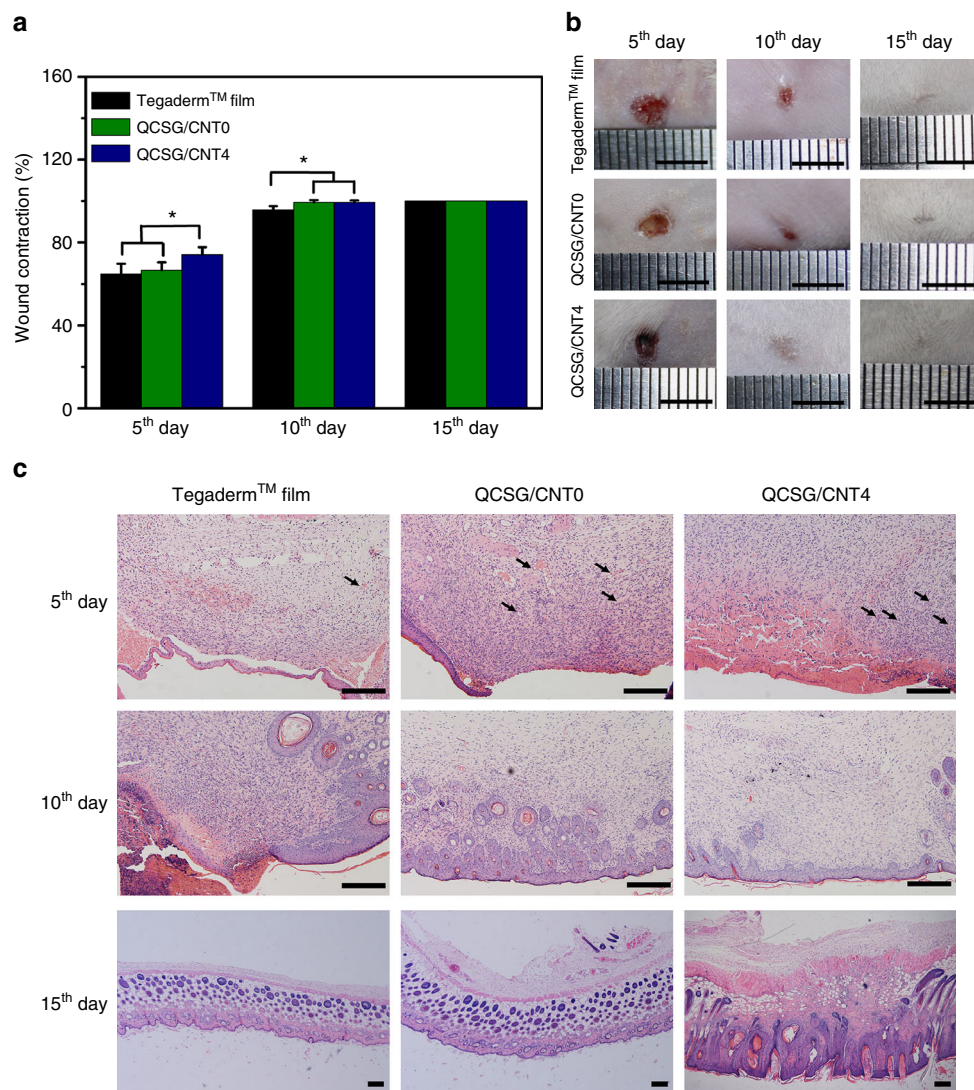 a
Wound contraction (%)
160
120
80
40
0
Tegaderm™ film
QCSG/CNT0
QCSG/CNT4
*
*
5th day
10th day
15th day
b
5th day
10th day
15th day
Tegaderm™ film
QCSG/CNT0
QCSG/CNT4
c
Tegaderm™ film
QCSG/CNT0
QCSG/CNT4
5th day
10th day
15th day